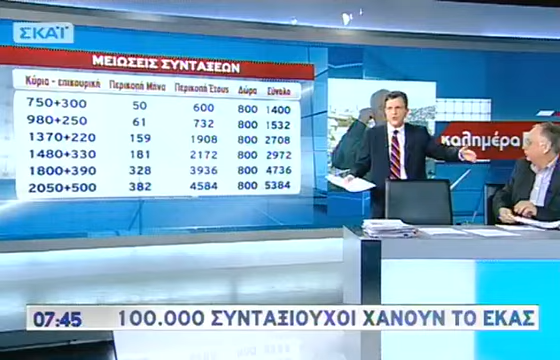 ΣΚΑΪ
ΜΕΙΩΣΕΙΣ ΣΥΝΤΑΞΕΩΝ
Κύρια - επικουρική Περικοπή Μήνα Περικοπή Έτους Δώρα Σύνολο
750+300 50 600 800 1400
980+250 61 732 800 1532
1370+220 159 1908 800 2708
1480+330 181 2172 800 2972
1800+390 328 3936 800 4736
2050+500 382 4584 800 5384
καλημέρα
07:45 100.000 ΣΥΝΤΑΞΙΟΥΧΟΙ ΧΑΝΟΥΝ ΤΟ ΕΚΑΣ